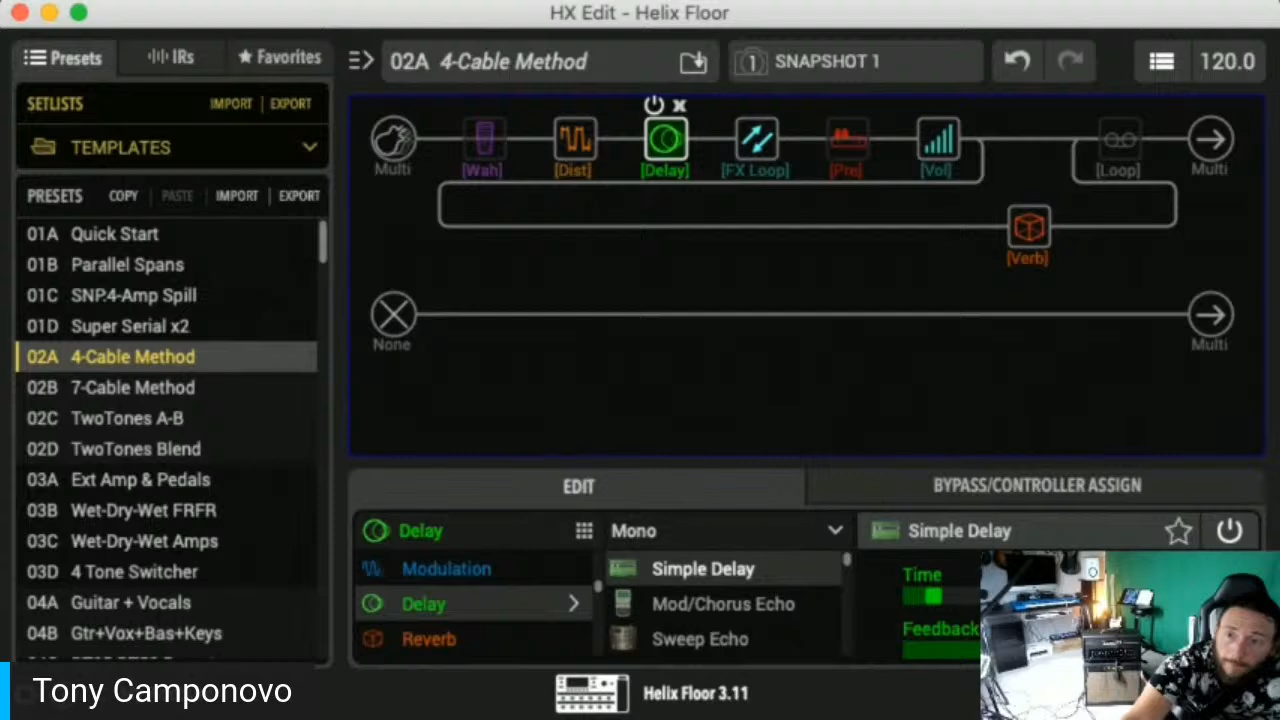 HX Edit - Helix Floor
Presets
IRs
Favorites
02A 4-Cable Method
1
SNAPSHOT 1
120.0
SETLISTS
IMPORT | EXPORT
TEMPLATES
PRESETS
COPY | PASTE | IMPORT | EXPORT
01A Quick Start
01B Parallel Spans
01C SNP:4-Amp Spill
01D Super Serial x2
02A 4-Cable Method
02B 7-Cable Method
02C TwoTones A-B
02D TwoTones Blend
03A Ext Amp & Pedals
03B Wet-Dry-Wet FRFR
03C Wet-Dry-Wet Amps
03D 4 Tone Switcher
04A Guitar + Vocals
04B Gtr+Vox+Bas+Keys
Multi
[Wah]
[Dist]
[Delay]
[FX Loop]
[Pre]
[Vol]
[Loop]
Multi
[Verb]
None
Multi
EDIT
BYPASS/CONTROLLER ASSIGN
Delay
Mono
Simple Delay
Modulation
Simple Delay
Time
Delay
Mod/Chorus Echo
Feedback
Reverb
Sweep Echo
Helix Floor 3.11
Tony Camponovo